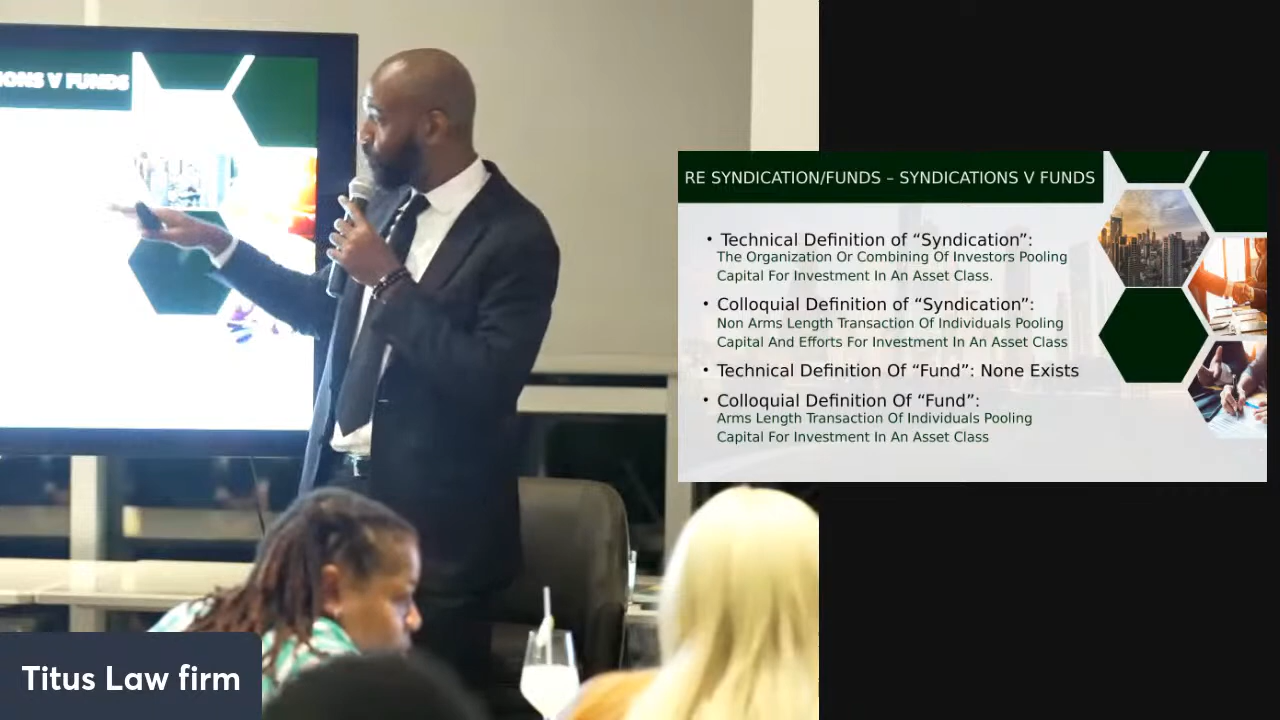 IONS V FUNDS
RE SYNDICATION/FUNDS – SYNDICATIONS V FUNDS
• Technical Definition of “Syndication”:
The Organization Or Combining Of Investors Pooling
Capital For Investment In An Asset Class.
• Colloquial Definition of “Syndication”:
Non Arms Length Transaction Of Individuals Pooling
Capital And Efforts For Investment In An Asset Class
• Technical Definition Of “Fund”: None Exists
• Colloquial Definition Of “Fund”:
Arms Length Transaction Of Individuals Pooling
Capital For Investment In An Asset Class
Titus Law firm